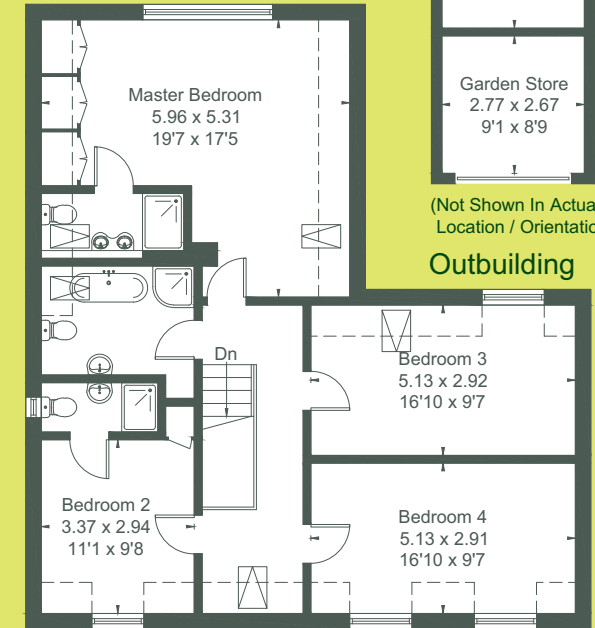 Master Bedroom
5.96 x 5.31
19'7 x 17'5
Garden Store
2.77 x 2.67
9'1 x 8'9
(Not Shown In Actua
Location / Orientatio
Outbuilding
Dn
Bedroom 3
5.13 x 2.92
16'10 x 9'7
Bedroom 2
3.37 x 2.94
11'1 x 9'8
Bedroom 4
5.13 x 2.91
16'10 x 9'7